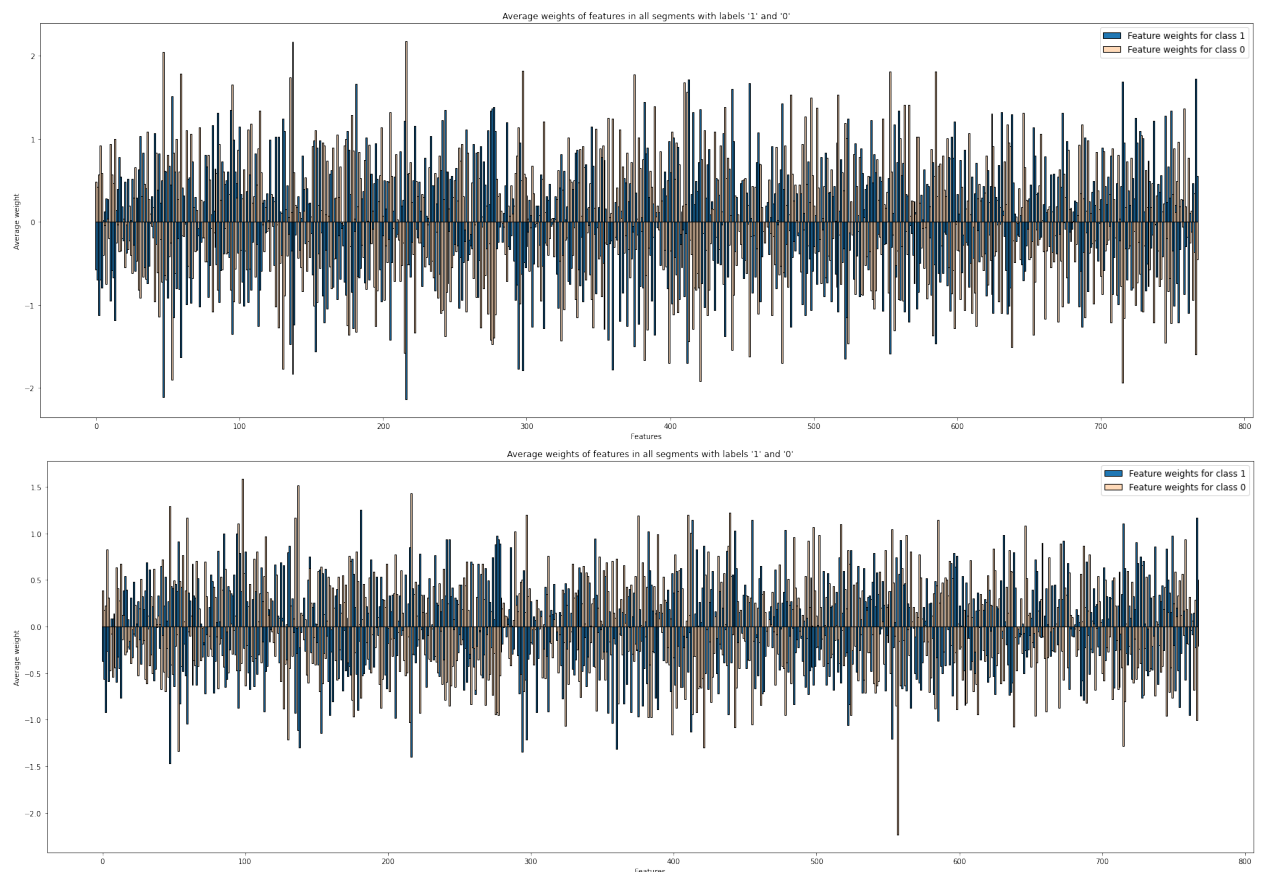 Average weights of features in all segments with labels '1' and '0'
Feature weights for class 1
Feature weights for class 0
2
1
0
−1
−2
Average weight
0 100 200 300 400 500 600 700 800
Features
Average weights of features in all segments with labels '1' and '0'
Feature weights for class 1
Feature weights for class 0
1.5
1.0
0.5
0.0
−0.5
−1.0
−1.5
−2.0
Average weight
0 100 200 300 400 500 600 700 800
Features